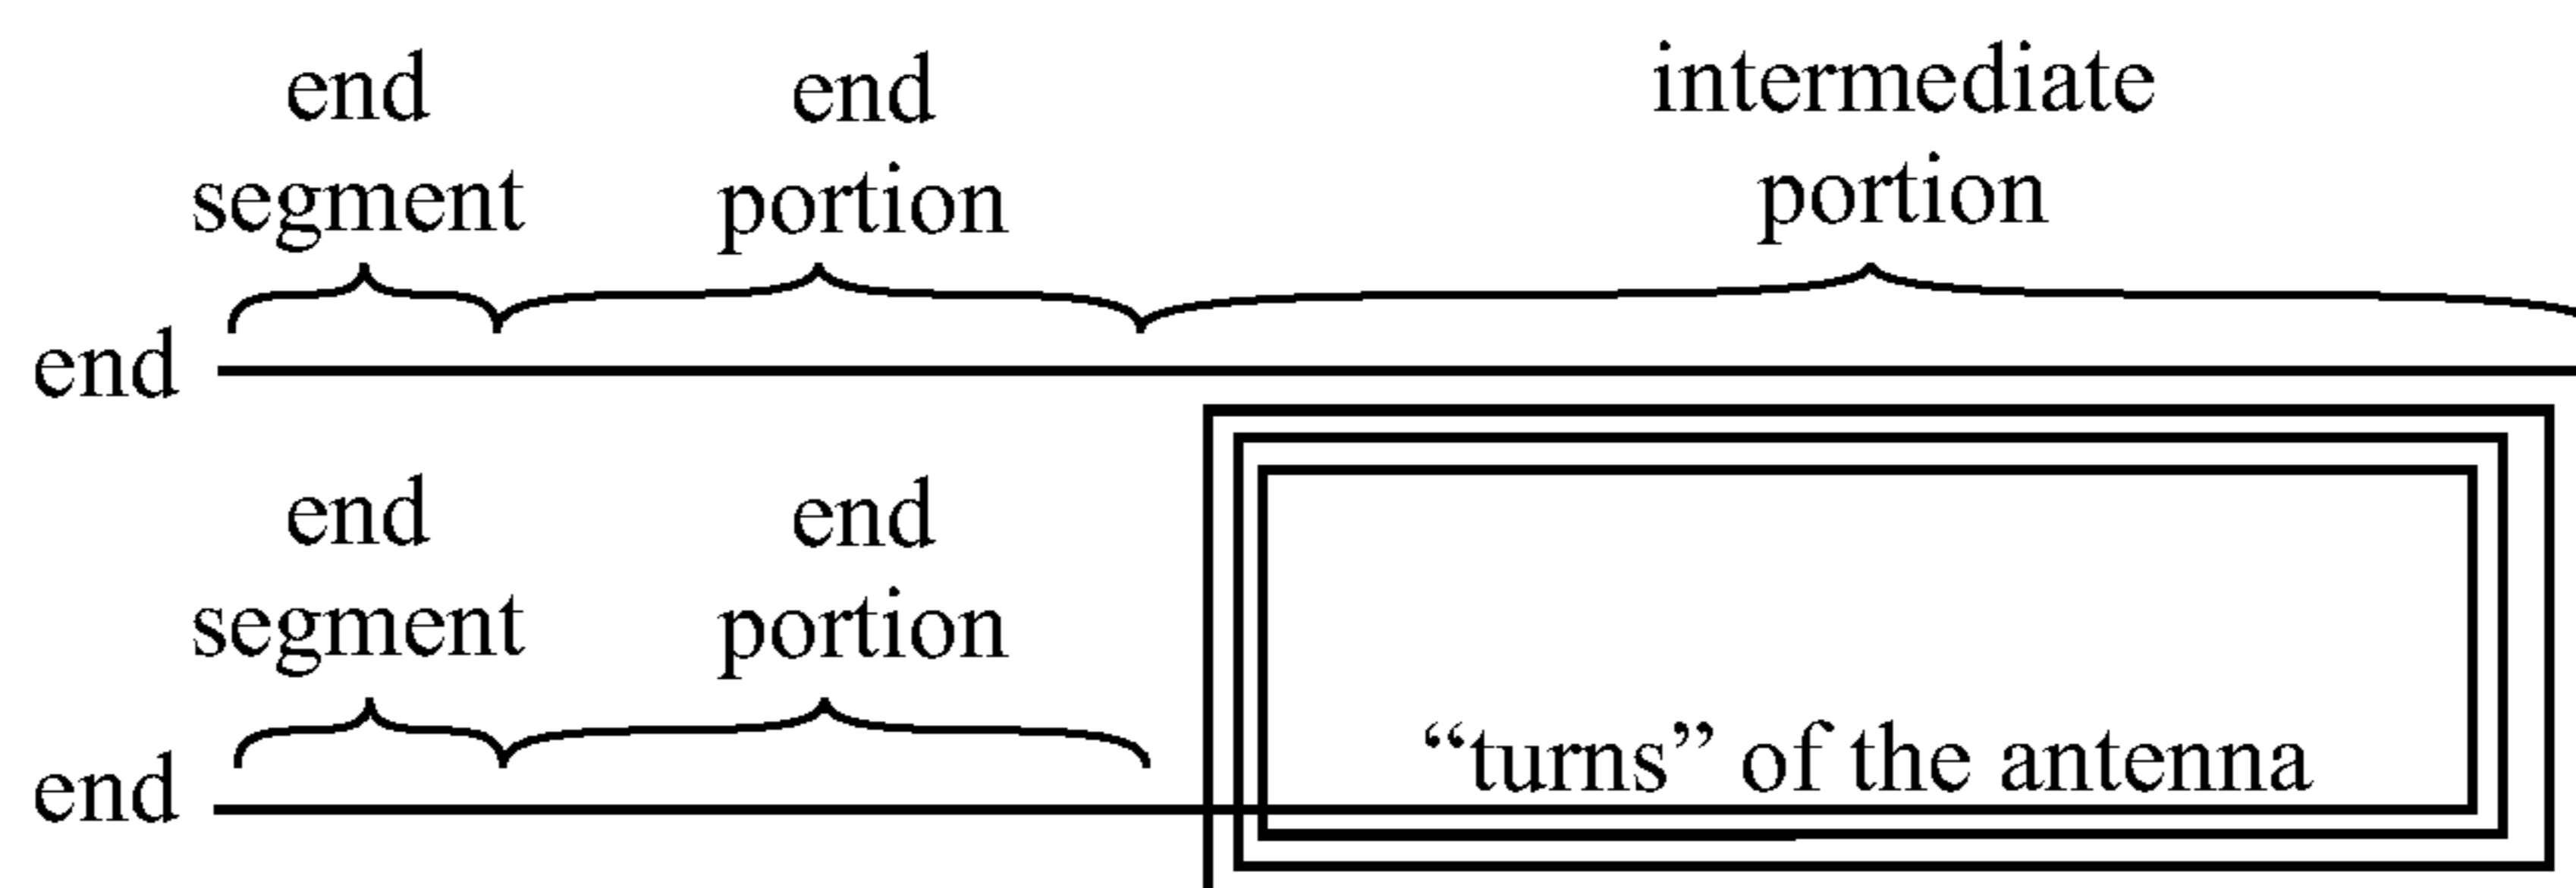 end
segment
end
portion
intermediate
portion
end
end
segment
end
portion
“turns” of the antenna
end